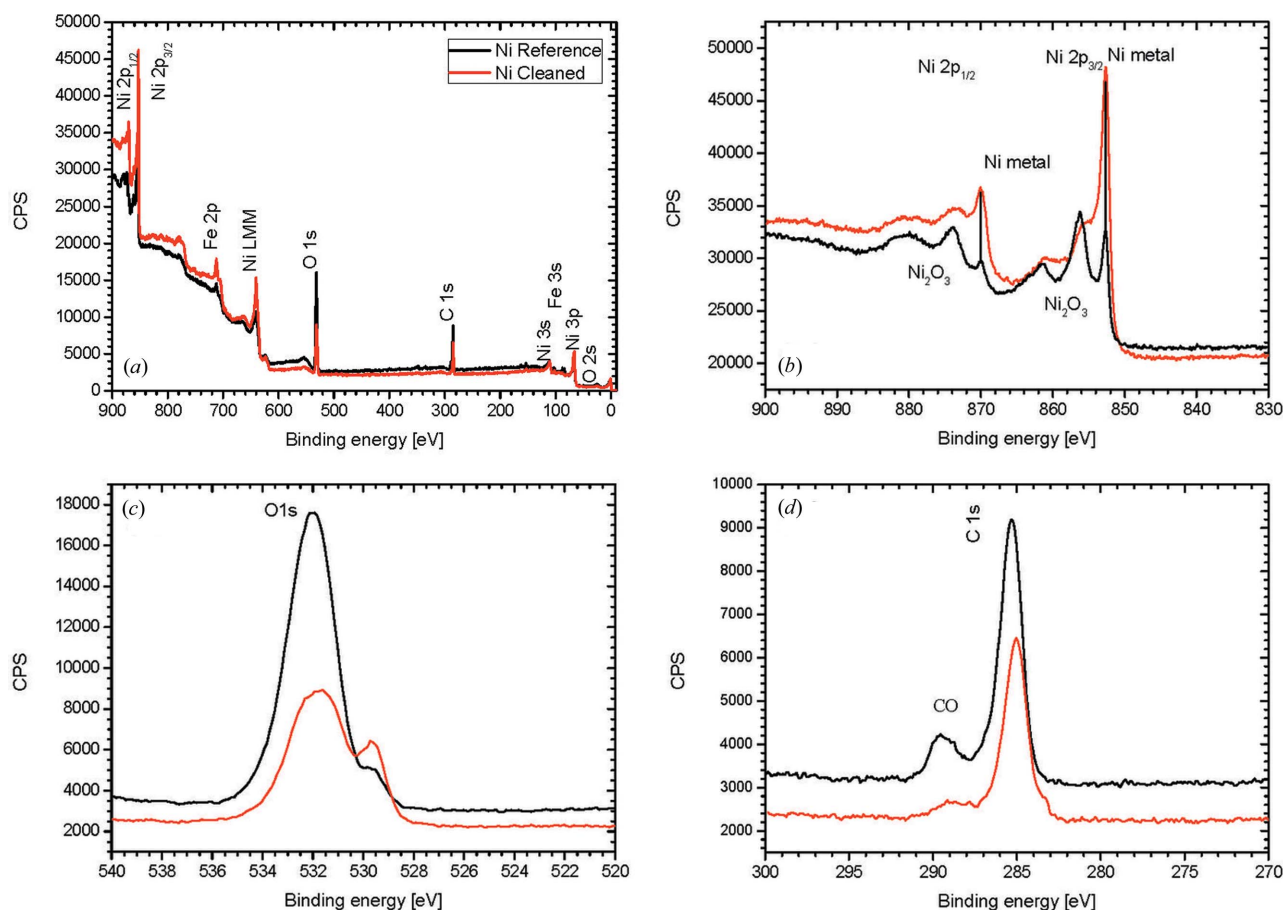 (a)
CPS
50000
45000
40000
35000
30000
25000
20000
15000
10000
5000
0
Ni 2p1/2
Ni 2p3/2
Fe 2p
Ni LMM
O 1s
C 1s
Ni 3s
Fe 3s
Ni 3p
O 2s
Ni Reference
Ni Cleaned
900 800 700 600 500 400 300 200 100 0
Binding energy [eV]
(b)
CPS
50000
45000
40000
35000
30000
25000
20000
Ni 2p1/2
Ni metal
Ni 2p3/2
Ni metal
Ni2O3
Ni2O3
900 890 880 870 860 850 840 830
Binding energy [eV]
(c)
CPS
18000
16000
14000
12000
10000
8000
6000
4000
2000
O1s
540 538 536 534 532 530 528 526 524 522 520
Binding energy [eV]
(d)
CPS
10000
9000
8000
7000
6000
5000
4000
3000
2000
C 1s
CO
300 295 290 285 280 275 270
Binding energy [eV]